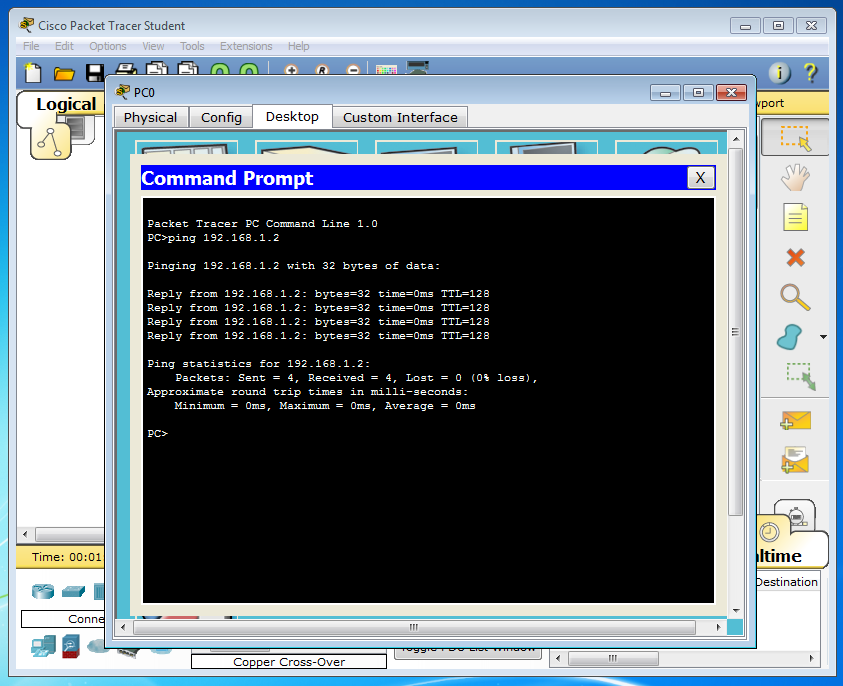 Cisco Packet Tracer Student
File Edit Options View Tools Extensions Help
PC0
Logical
Physical Config Desktop Custom Interface
Command Prompt X
Packet Tracer PC Command Line 1.0
PC>ping 192.168.1.2
Pinging 192.168.1.2 with 32 bytes of data:
Reply from 192.168.1.2: bytes=32 time=0ms TTL=128
Reply from 192.168.1.2: bytes=32 time=0ms TTL=128
Reply from 192.168.1.2: bytes=32 time=0ms TTL=128
Reply from 192.168.1.2: bytes=32 time=0ms TTL=128
Ping statistics for 192.168.1.2:
Packets: Sent = 4, Received = 4, Lost = 0 (0% loss),
Approximate round trip times in milli-seconds:
Minimum = 0ms, Maximum = 0ms, Average = 0ms
PC>
Time: 00:01
ltime
Destination
Conne
Copper Cross-Over